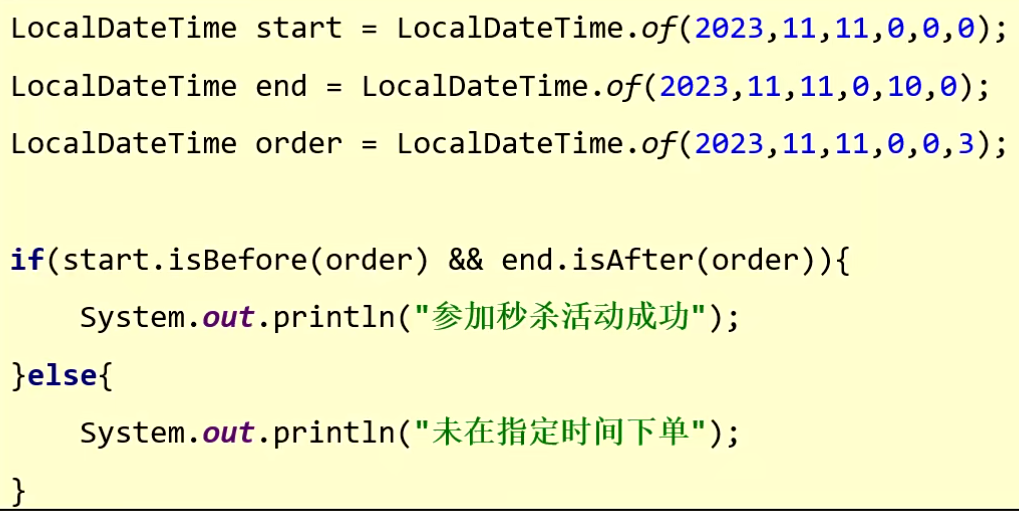 LocalDateTime start = LocalDateTime.of(2023,11,11,0,0,0);
LocalDateTime end = LocalDateTime.of(2023,11,11,0,10,0);
LocalDateTime order = LocalDateTime.of(2023,11,11,0,0,3);
if(start.isBefore(order) && end.isAfter(order)){
    System.out.println("参加秒杀活动成功");
}else{
    System.out.println("未在指定时间下单");
}